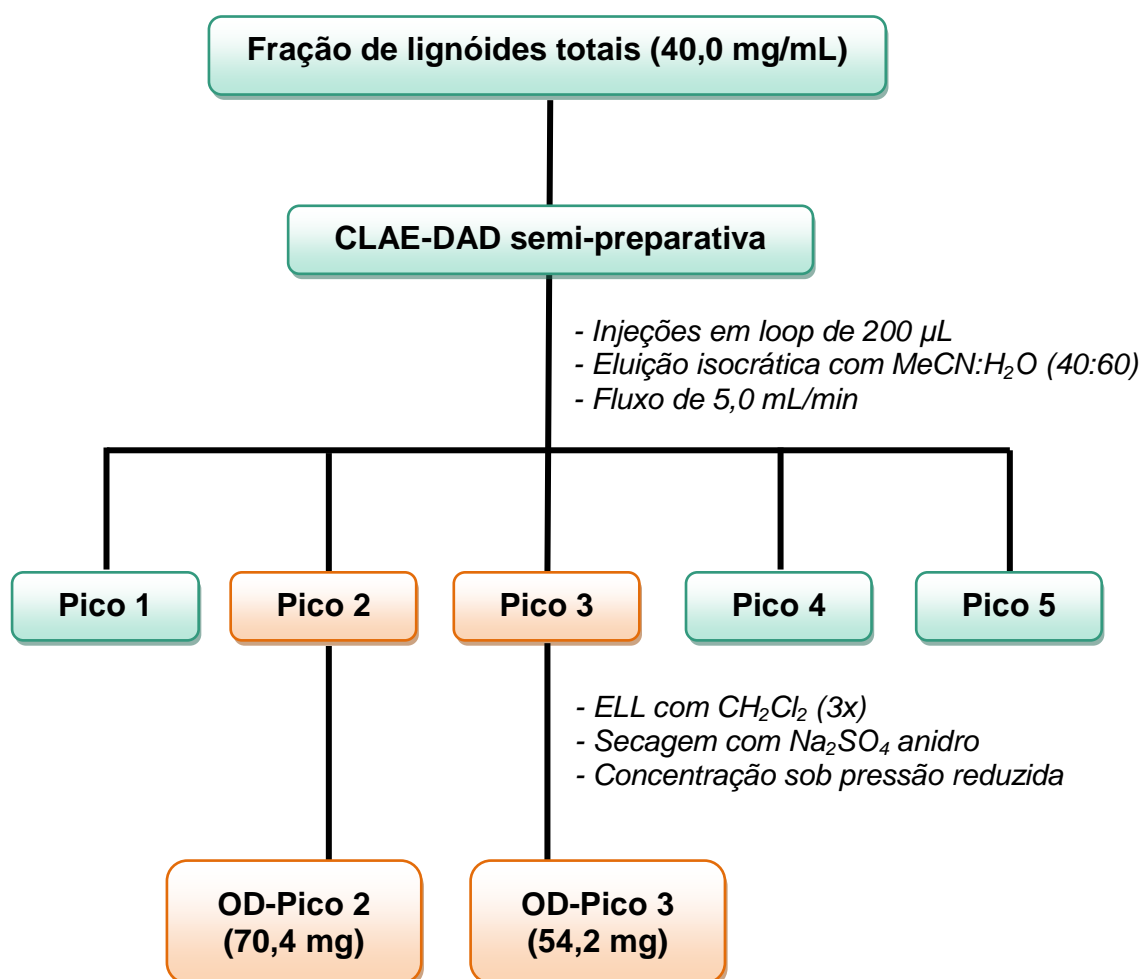 Fração de lignóides totais (40,0 mg/mL)
CLAE-DAD semi-preparativa
- Injeções em loop de 200 µL
- Eluição isocrática com MeCN:H₂O (40:60)
- Fluxo de 5,0 mL/min
Pico 1
Pico 2
Pico 3
Pico 4
Pico 5
- ELL com CH₂Cl₂ (3x)
- Secagem com Na₂SO₄ anidro
- Concentração sob pressão reduzida
OD-Pico 2
(70,4 mg)
OD-Pico 3
(54,2 mg)